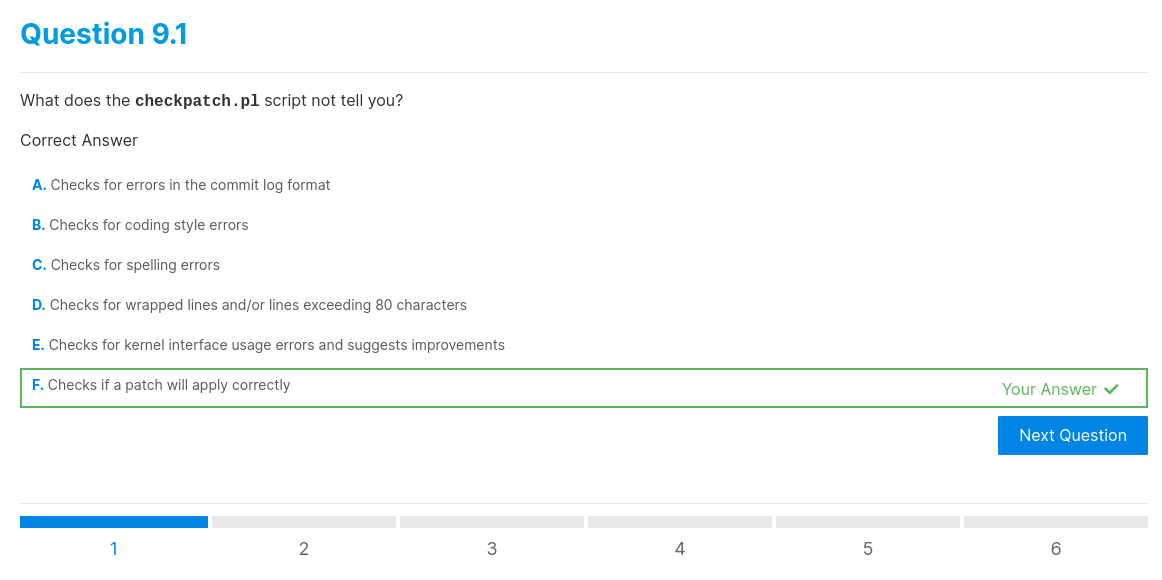 Question 9.1
What does the checkpatch.pl script not tell you?
Correct Answer
A. Checks for errors in the commit log format
B. Checks for coding style errors
C. Checks for spelling errors
D. Checks for wrapped lines and/or lines exceeding 80 characters
E. Checks for kernel interface usage errors and suggests improvements
F. Checks if a patch will apply correctly
Your Answer
Next Question
1 2 3 4 5 6